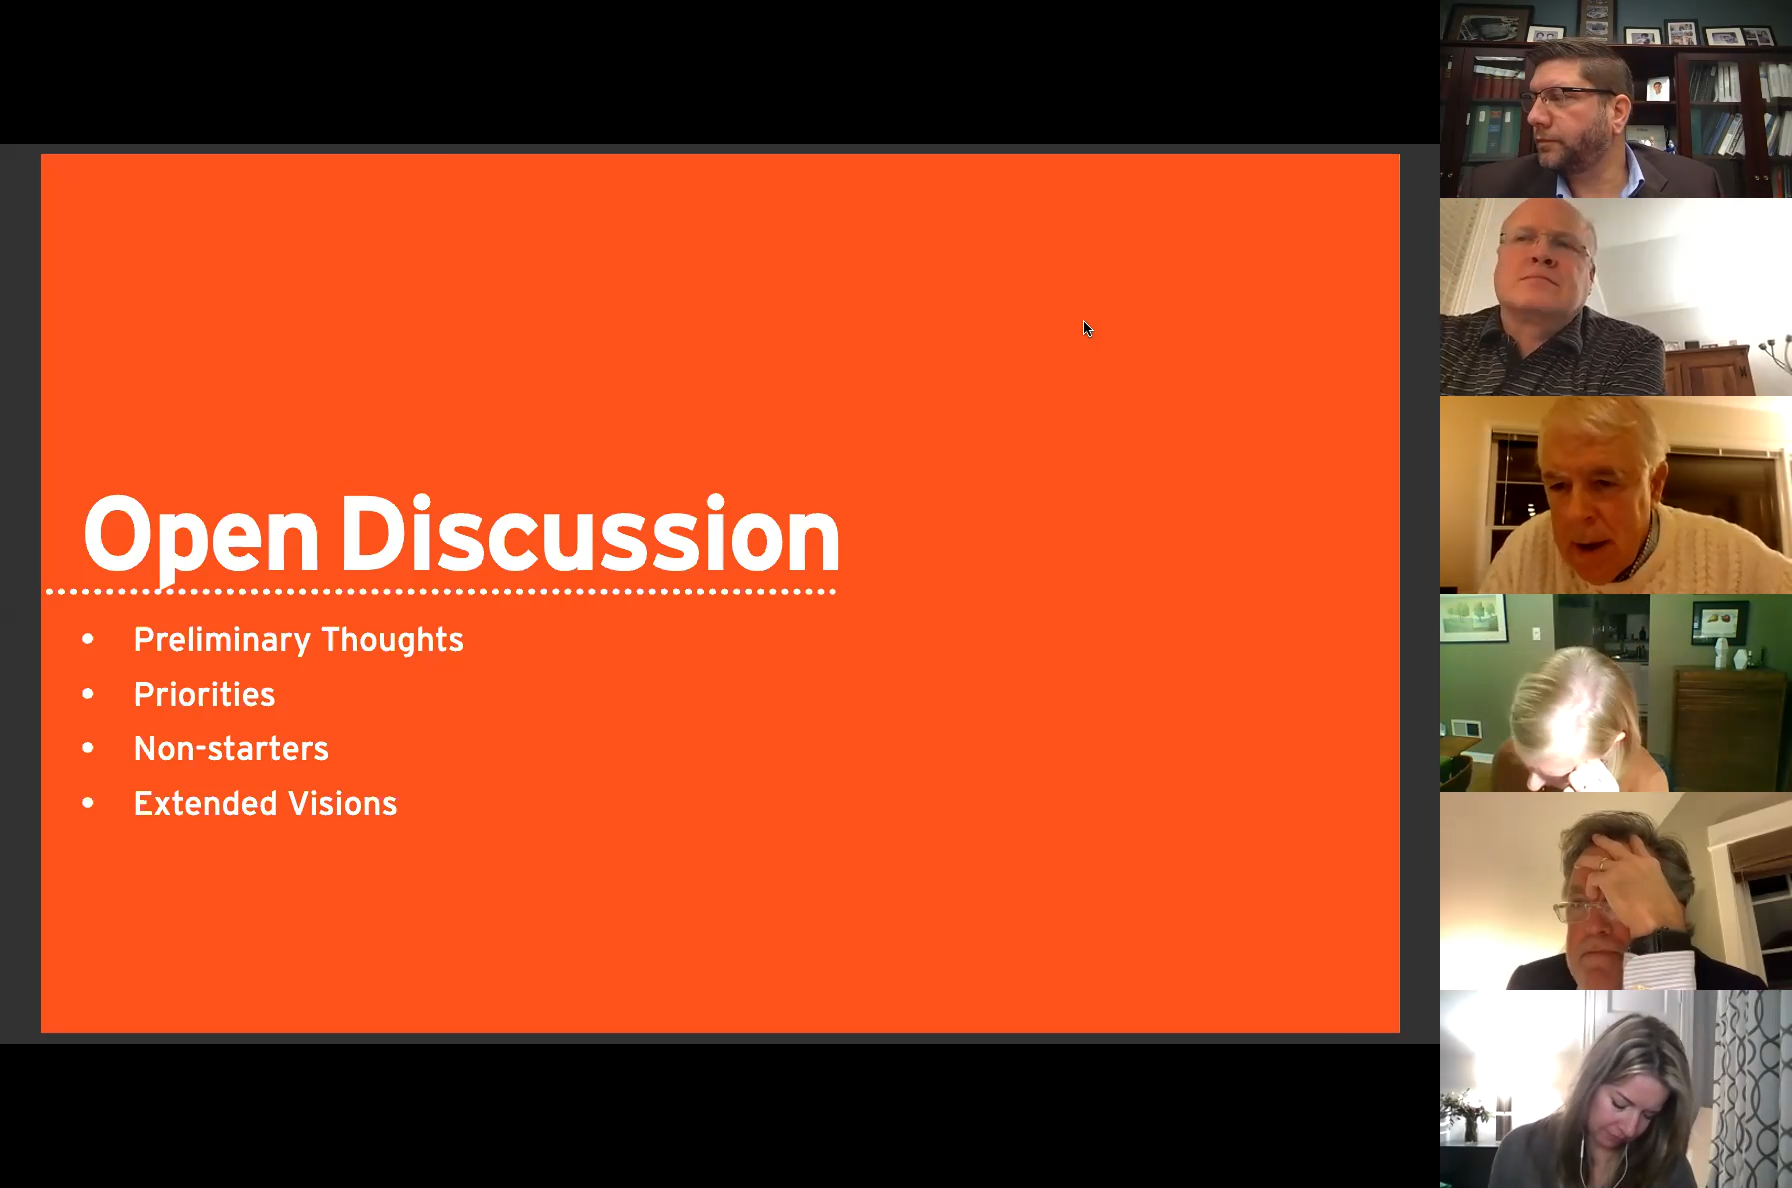 Open Discussion
• Preliminary Thoughts
• Priorities
• Non-starters
• Extended Visions